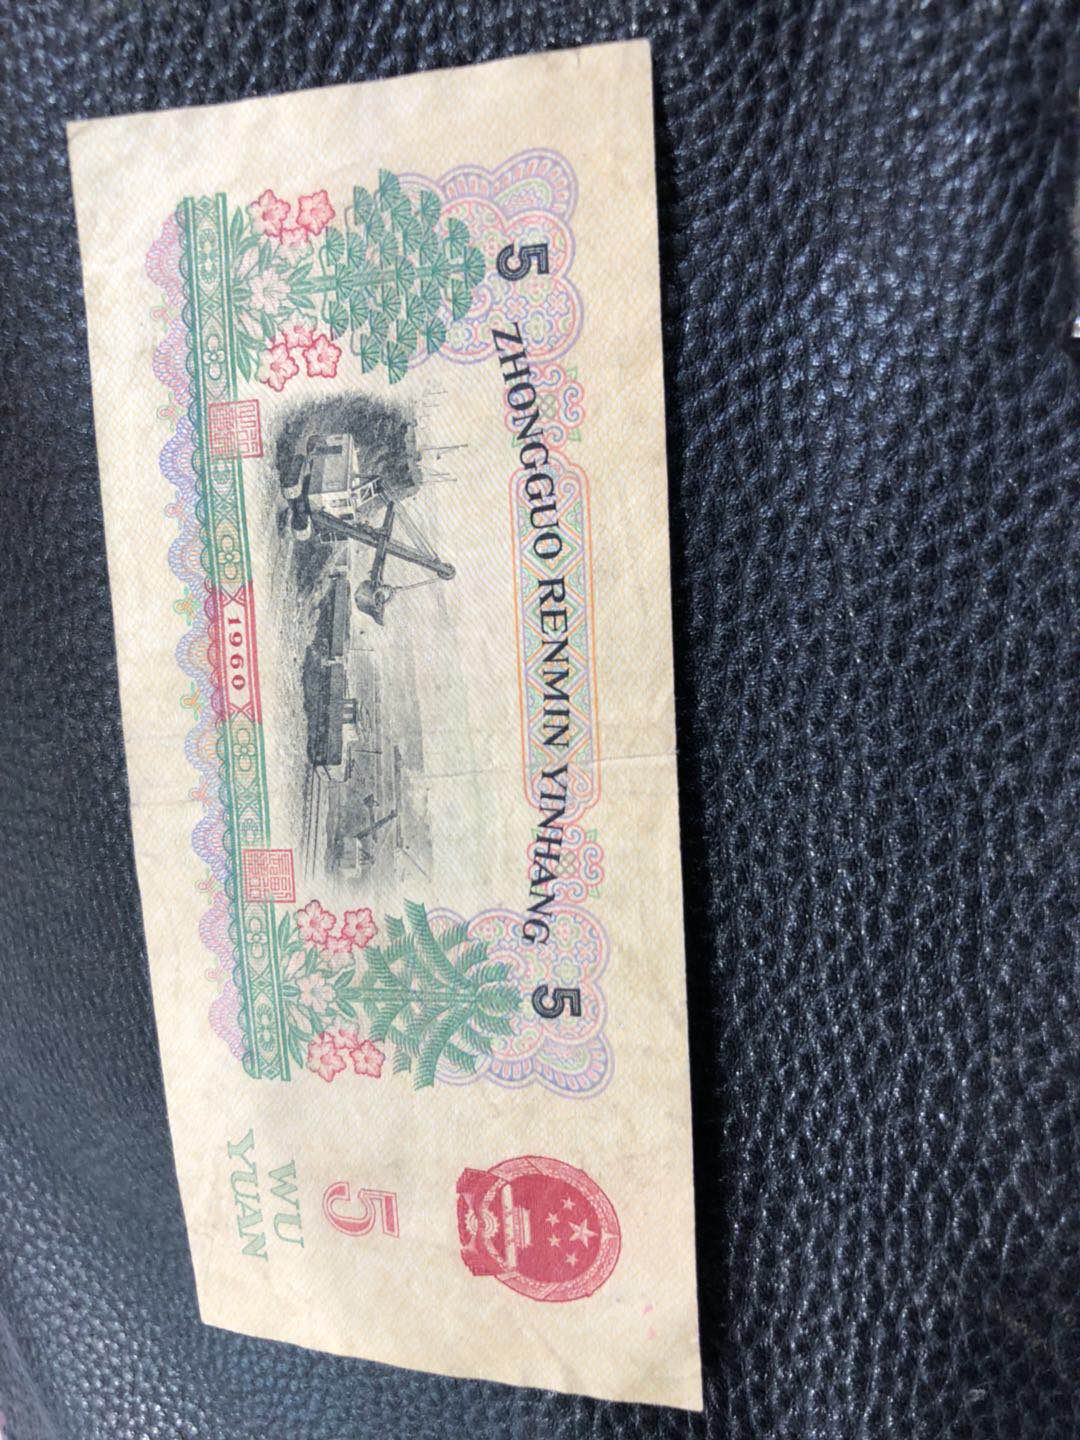 5 ZHONGGUO RENMIN YINHANG 5
1960
5
WU
YUAN